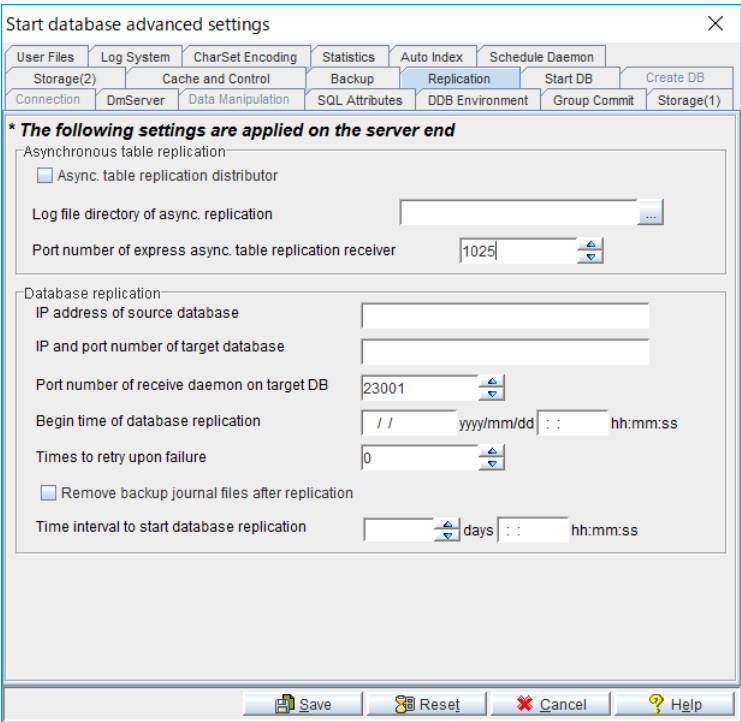 Start database advanced settings
User Files Log System CharSet Encoding Statistics Auto Index Schedule Daemon
Storage(2) Cache and Control Backup Replication Start DB Create DB
Connection DmServer Data Manipulation SQL Attributes DDB Environment Group Commit Storage(1)
* The following settings are applied on the server end
Asynchronous table replication
Async. table replication distributor
Log file directory of async. replication ...
Port number of express async. table replication receiver 1025
Database replication
IP address of source database
IP and port number of target database
Port number of receive daemon on target DB 23001
Begin time of database replication / / yyyy/mm/dd : : hh:mm:ss
Times to retry upon failure 0
Remove backup journal files after replication
Time interval to start database replication days : : hh:mm:ss
Save Reset Cancel Help